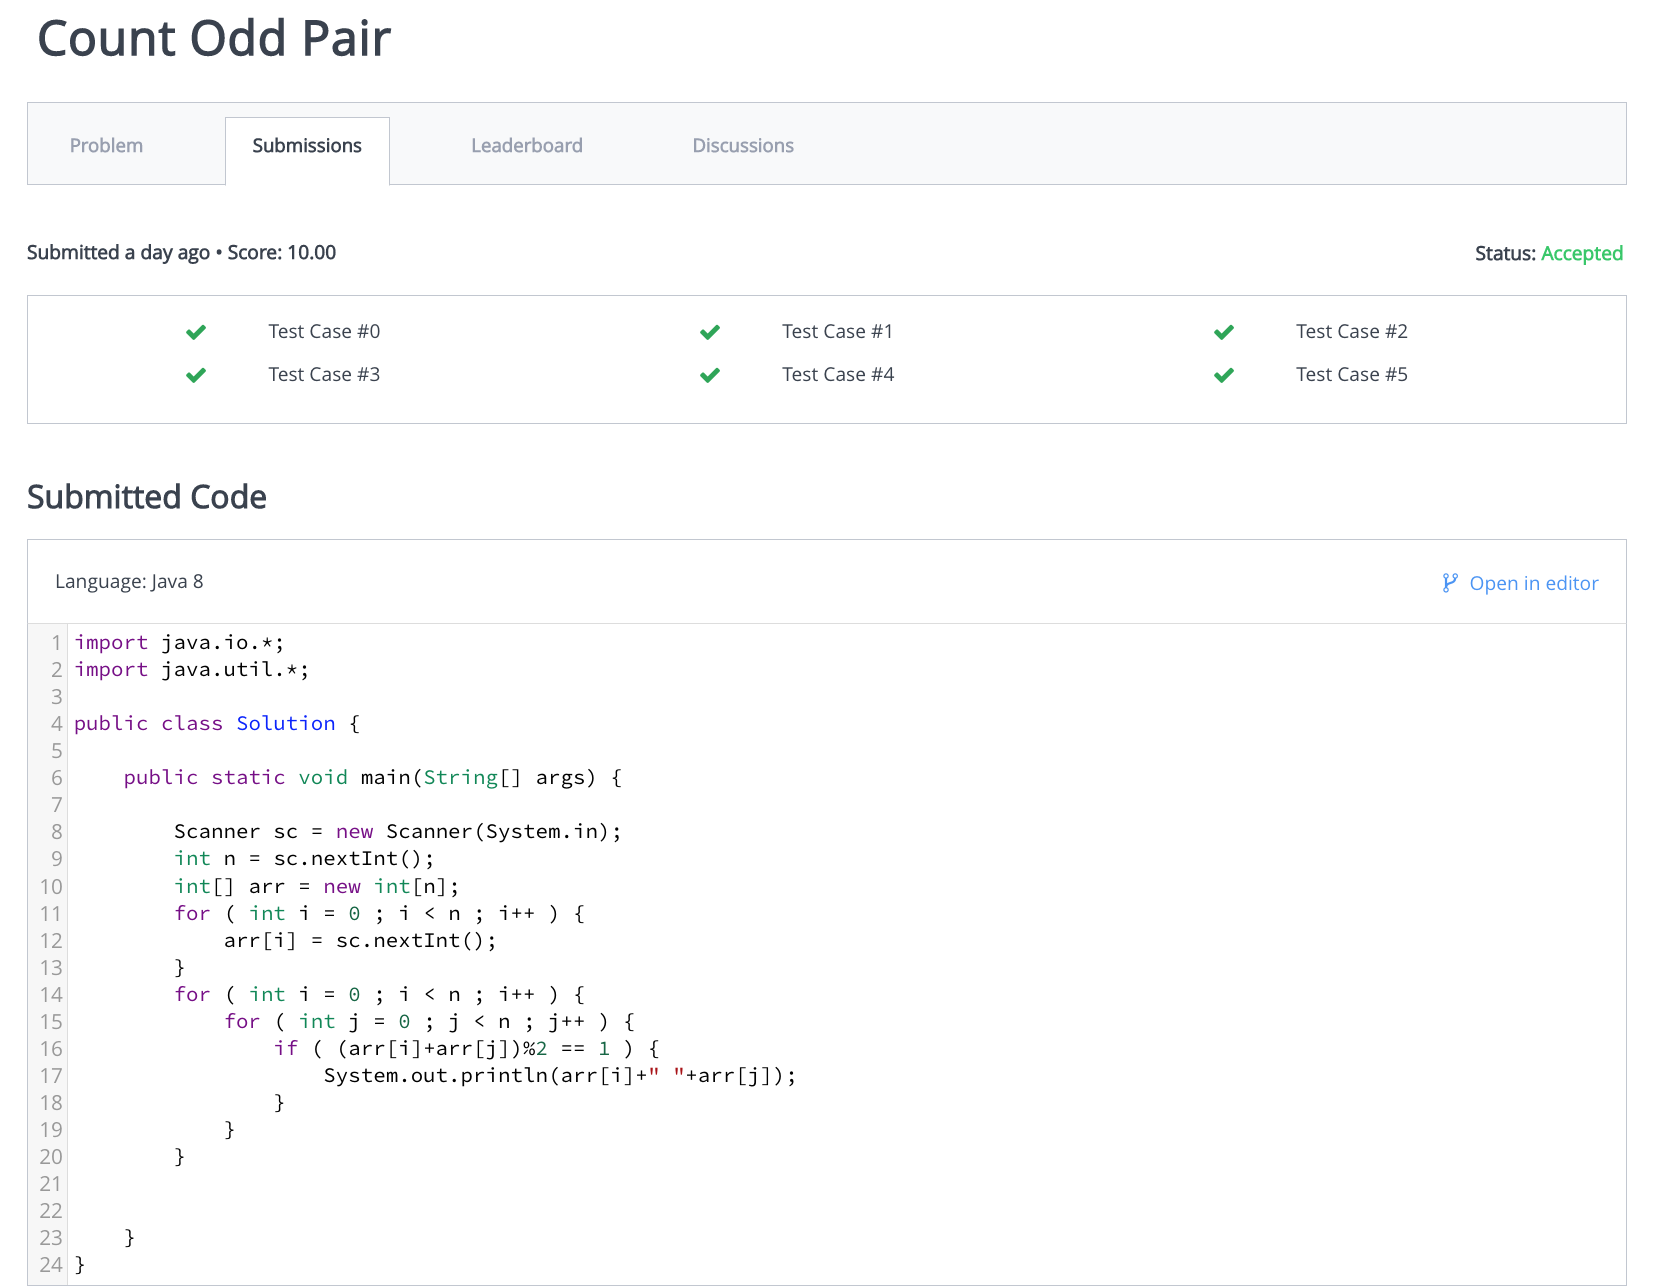 Count Odd Pair
Problem Submissions Leaderboard Discussions
Submitted a day ago • Score: 10.00 Status: Accepted
Test Case #0 Test Case #1 Test Case #2
Test Case #3 Test Case #4 Test Case #5
Submitted Code
Language: Java 8 Open in editor
1 import java.io.*;
2 import java.util.*;
3
4 public class Solution {
5
6     public static void main(String[] args) {
7
8         Scanner sc = new Scanner(System.in);
9         int n = sc.nextInt();
10         int[] arr = new int[n];
11         for ( int i = 0 ; i < n ; i++ ) {
12             arr[i] = sc.nextInt();
13         }
14         for ( int i = 0 ; i < n ; i++ ) {
15             for ( int j = 0 ; j < n ; j++ ) {
16                 if ( (arr[i]+arr[j])%2 == 1 ) {
17                     System.out.println(arr[i]+" "+arr[j]);
18                 }
19             }
20         }
21
22
23     }
24 }